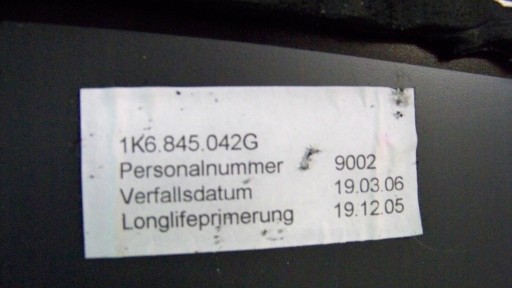 1K6.845.042G
Personalnummer 9002
Verfallsdatum 19.03.06
Longlifeprimerung 19.12.05